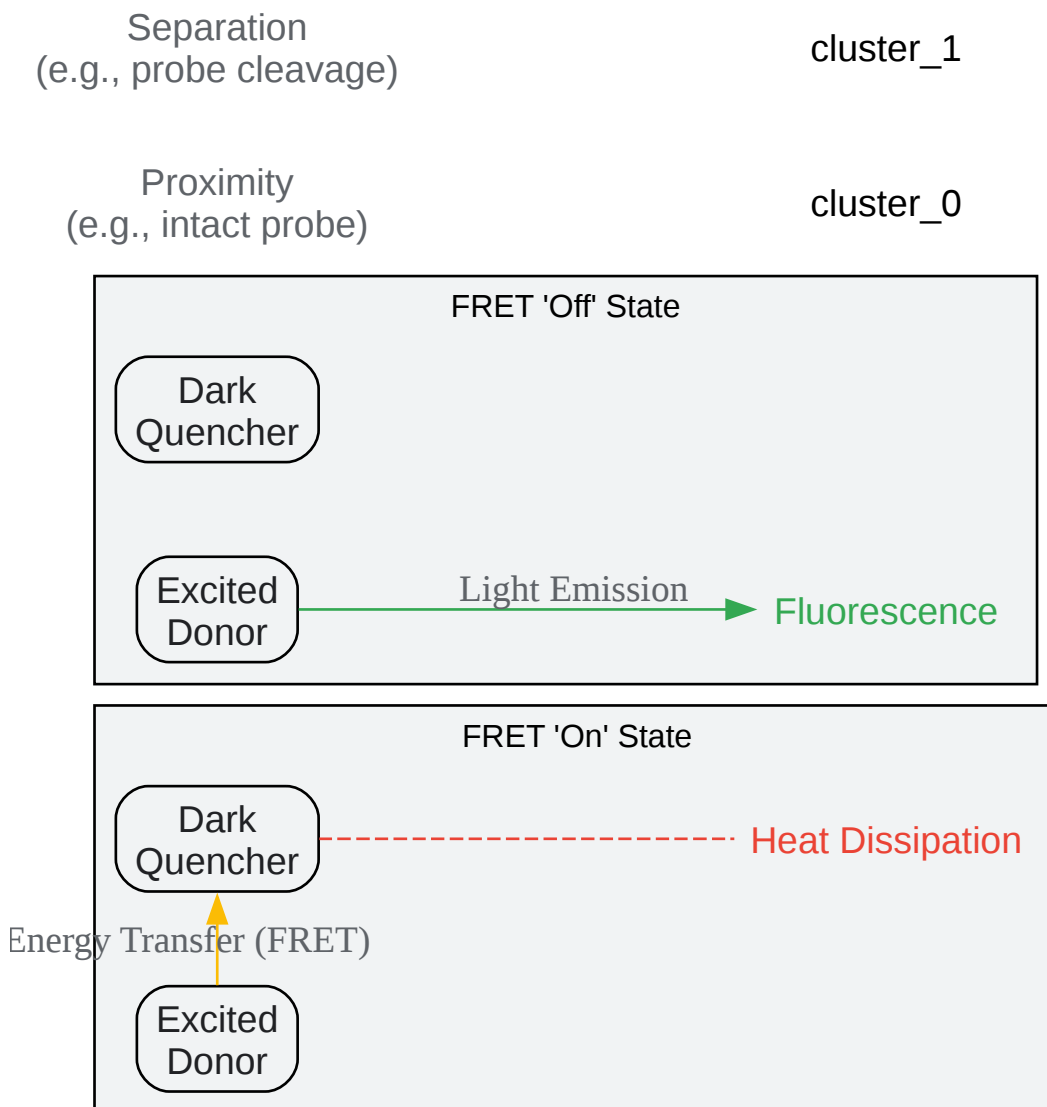 Separation
(e.g., probe cleavage)
cluster_1
Proximity
(e.g., intact probe)
cluster_0
FRET 'Off' State
Dark
Quencher
Excited
Donor
Light Emission
Fluorescence
FRET 'On' State
Dark
Quencher
Heat Dissipation
Energy Transfer (FRET)
Excited
Donor